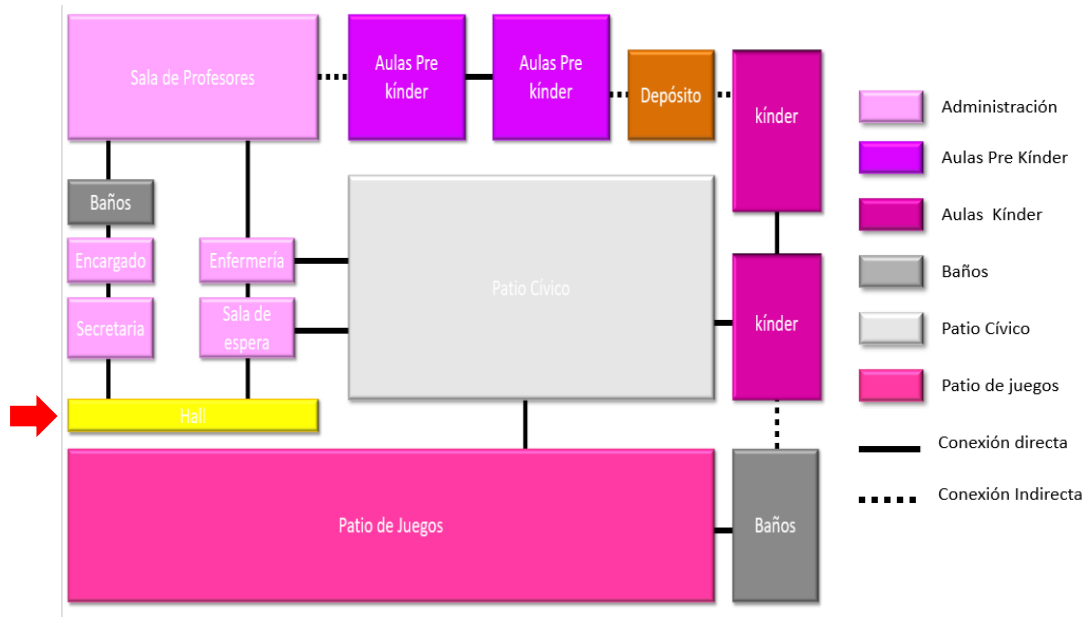 Sala de Profesores
Aulas Pre
kínder
Aulas Pre
kínder
Depósito
kínder
Baños
Encargado
Secretaria
Enfermería
Sala de
espera
Patio Cívico
kínder
Hall
Patio de Juegos
Baños
Administración
Aulas Pre Kínder
Aulas  Kínder
Baños
Patio Cívico
Patio de juegos
Conexión directa
Conexión Indirecta